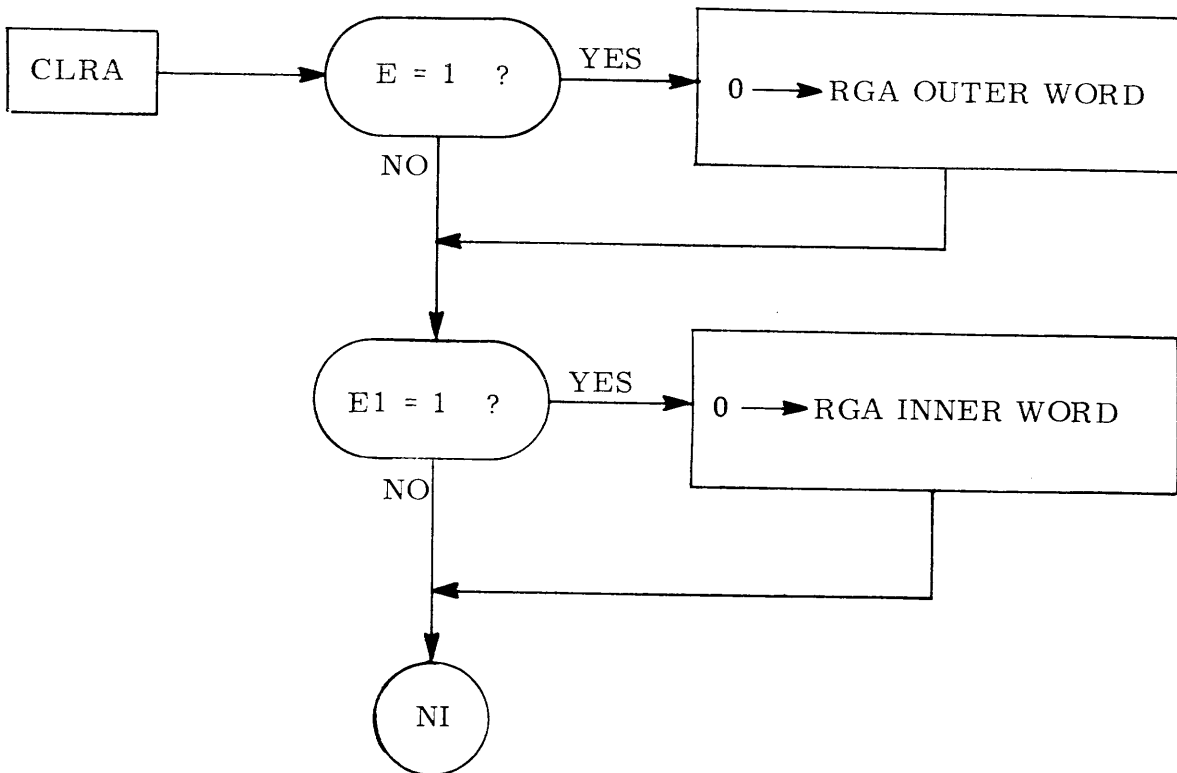 CLRA
E = 1 ?
YES
0 → RGA OUTER WORD
NO
E1 = 1 ?
YES
0 → RGA INNER WORD
NO
NI